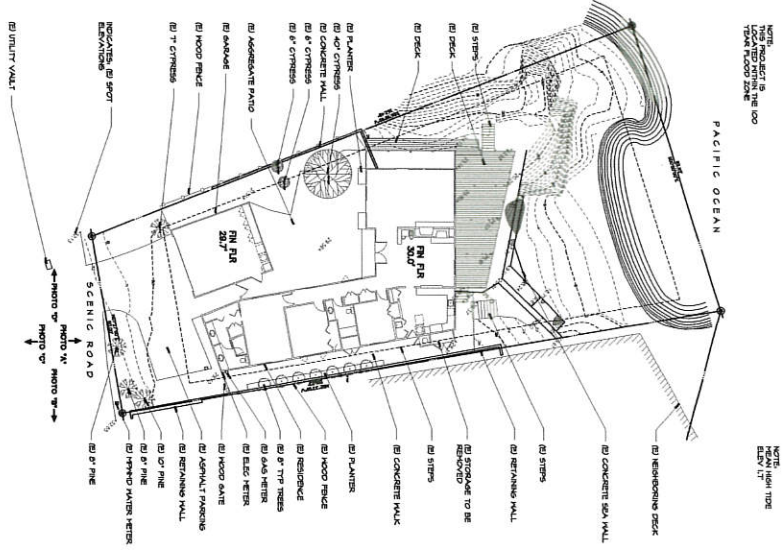 NOTE:
THIS PROJECT IS
LOCATED WITHIN THE 100
YEAR FLOOD ZONE
PACIFIC OCEAN
NOTE:
MEAN HIGH TIDE
ELEV 1.7'
(E) STEPS
(E) DECK
(E) DECK
(E) PLANTER
(E) 40" CYPRESS
(E) CONCRETE WALL
(E) 6" CYPRESS
(E) 8" CYPRESS
(E) AGGREGATE PATIO
(E) GARAGE
(E) WOOD FENCE
(E) 7" CYPRESS
INDICATES (E) SPOT
ELEVATIONS
(E) UTILITY VAULT
FIN FLR
30.0'
FIN FLR
29.7'
SCENIC ROAD
PHOTO "A"
PHOTO "B"
PHOTO "C"
PHOTO "D"
(E) NEIGHBORING DECK
(E) CONCRETE SEA WALL
(E) STEPS
(E) RETAINING WALL
(E) STORAGE TO BE
REMOVED
(E) STEPS
(E) CONCRETE WALK
(E) PLANTER
(E) WOOD FENCE
(E) RESIDENCE
(E) 8" TYP TREES
(E) GAS METER
(E) ELEC METER
(E) WOOD GATE
(E) ASPHALT PARKING
(E) RETAINING WALL
(E) 10" PINE
(E) 8" PINE
(E) MPWMD WATER METER
(E) 8" PINE